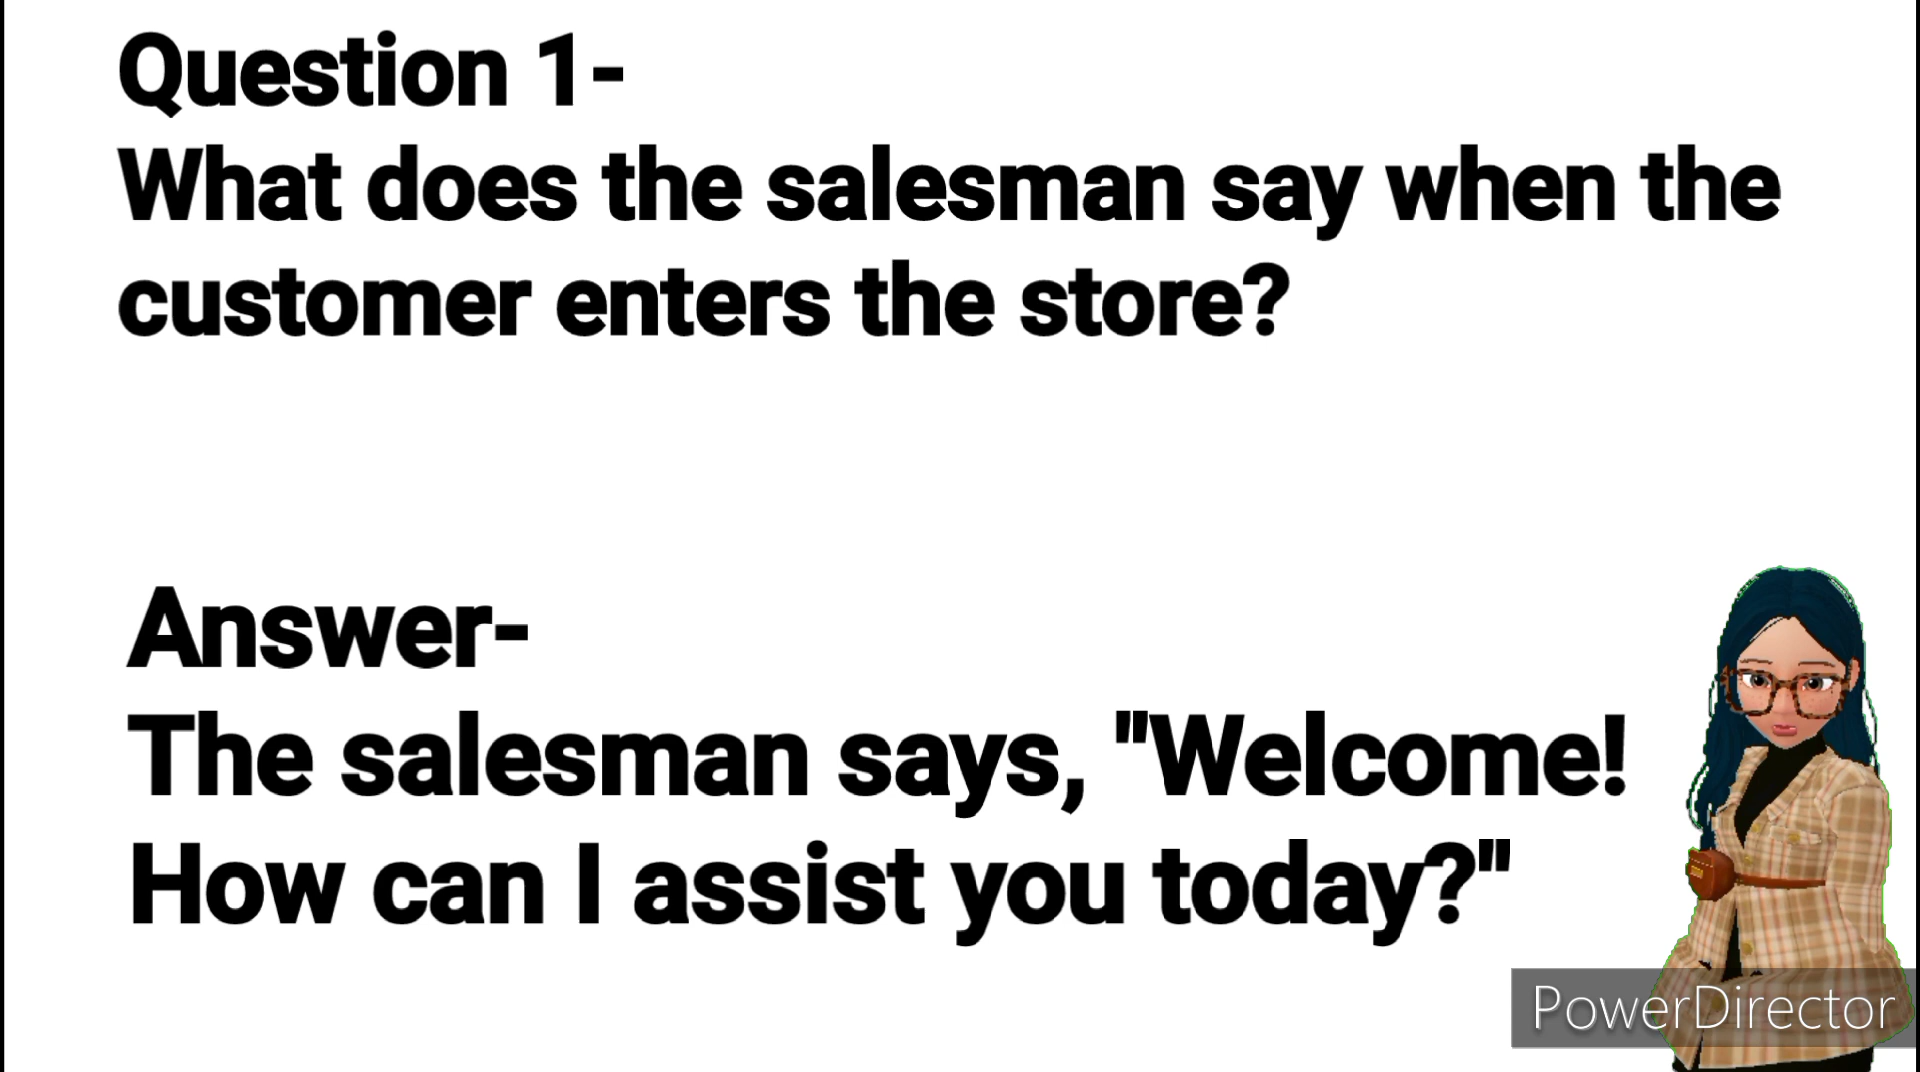 Question 1-
What does the salesman say when the
customer enters the store?
Answer-
The salesman says, "Welcome!
How can I assist you today?"
PowerDirector